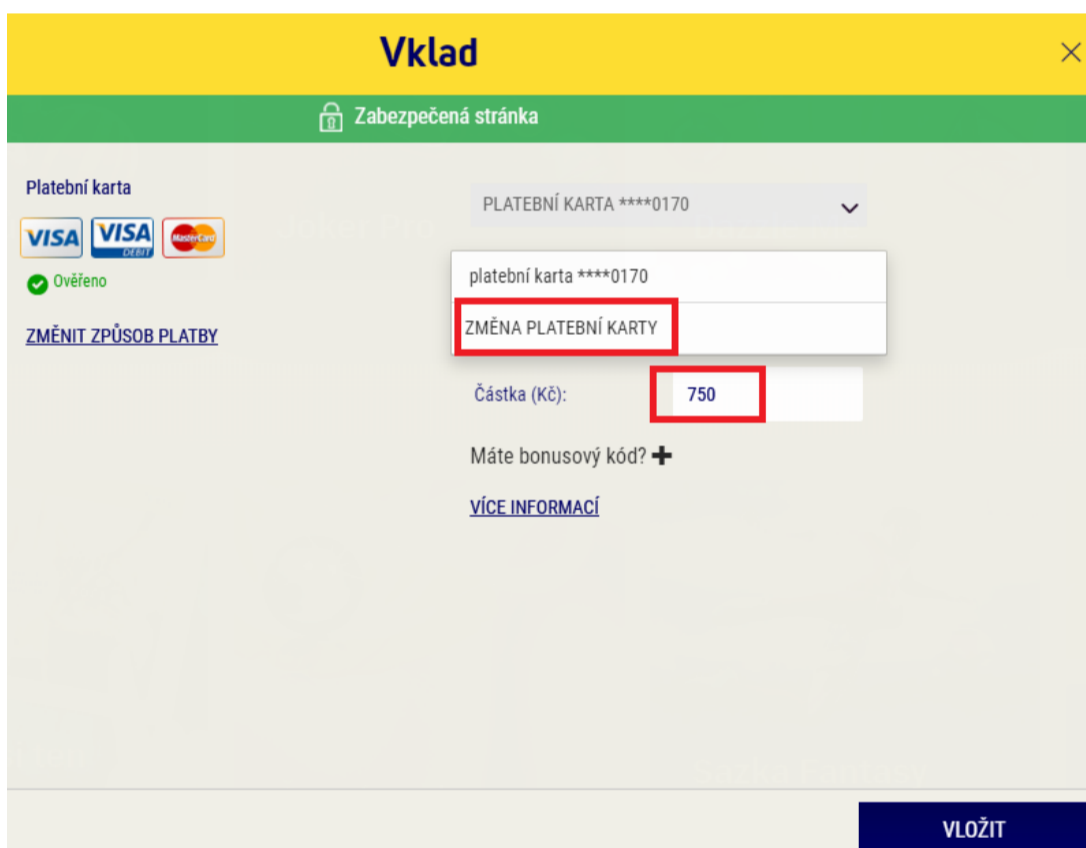 Vklad
Zabezpečená stránka
Platební karta
VISA VISA DEBIT MasterCard
Ověřeno
ZMĚNIT ZPŮSOB PLATBY
PLATEBNÍ KARTA ****0170
platební karta ****0170
ZMĚNA PLATEBNÍ KARTY
Částka (Kč): 750
Máte bonusový kód?
VÍCE INFORMACÍ
VLOŽIT